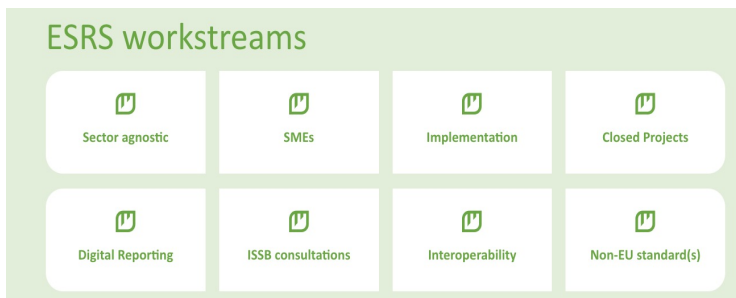 ESRS workstreams
Sector agnostic
SMEs
Implementation
Closed Projects
Digital Reporting
ISSB consultations
Interoperability
Non-EU standard(s)